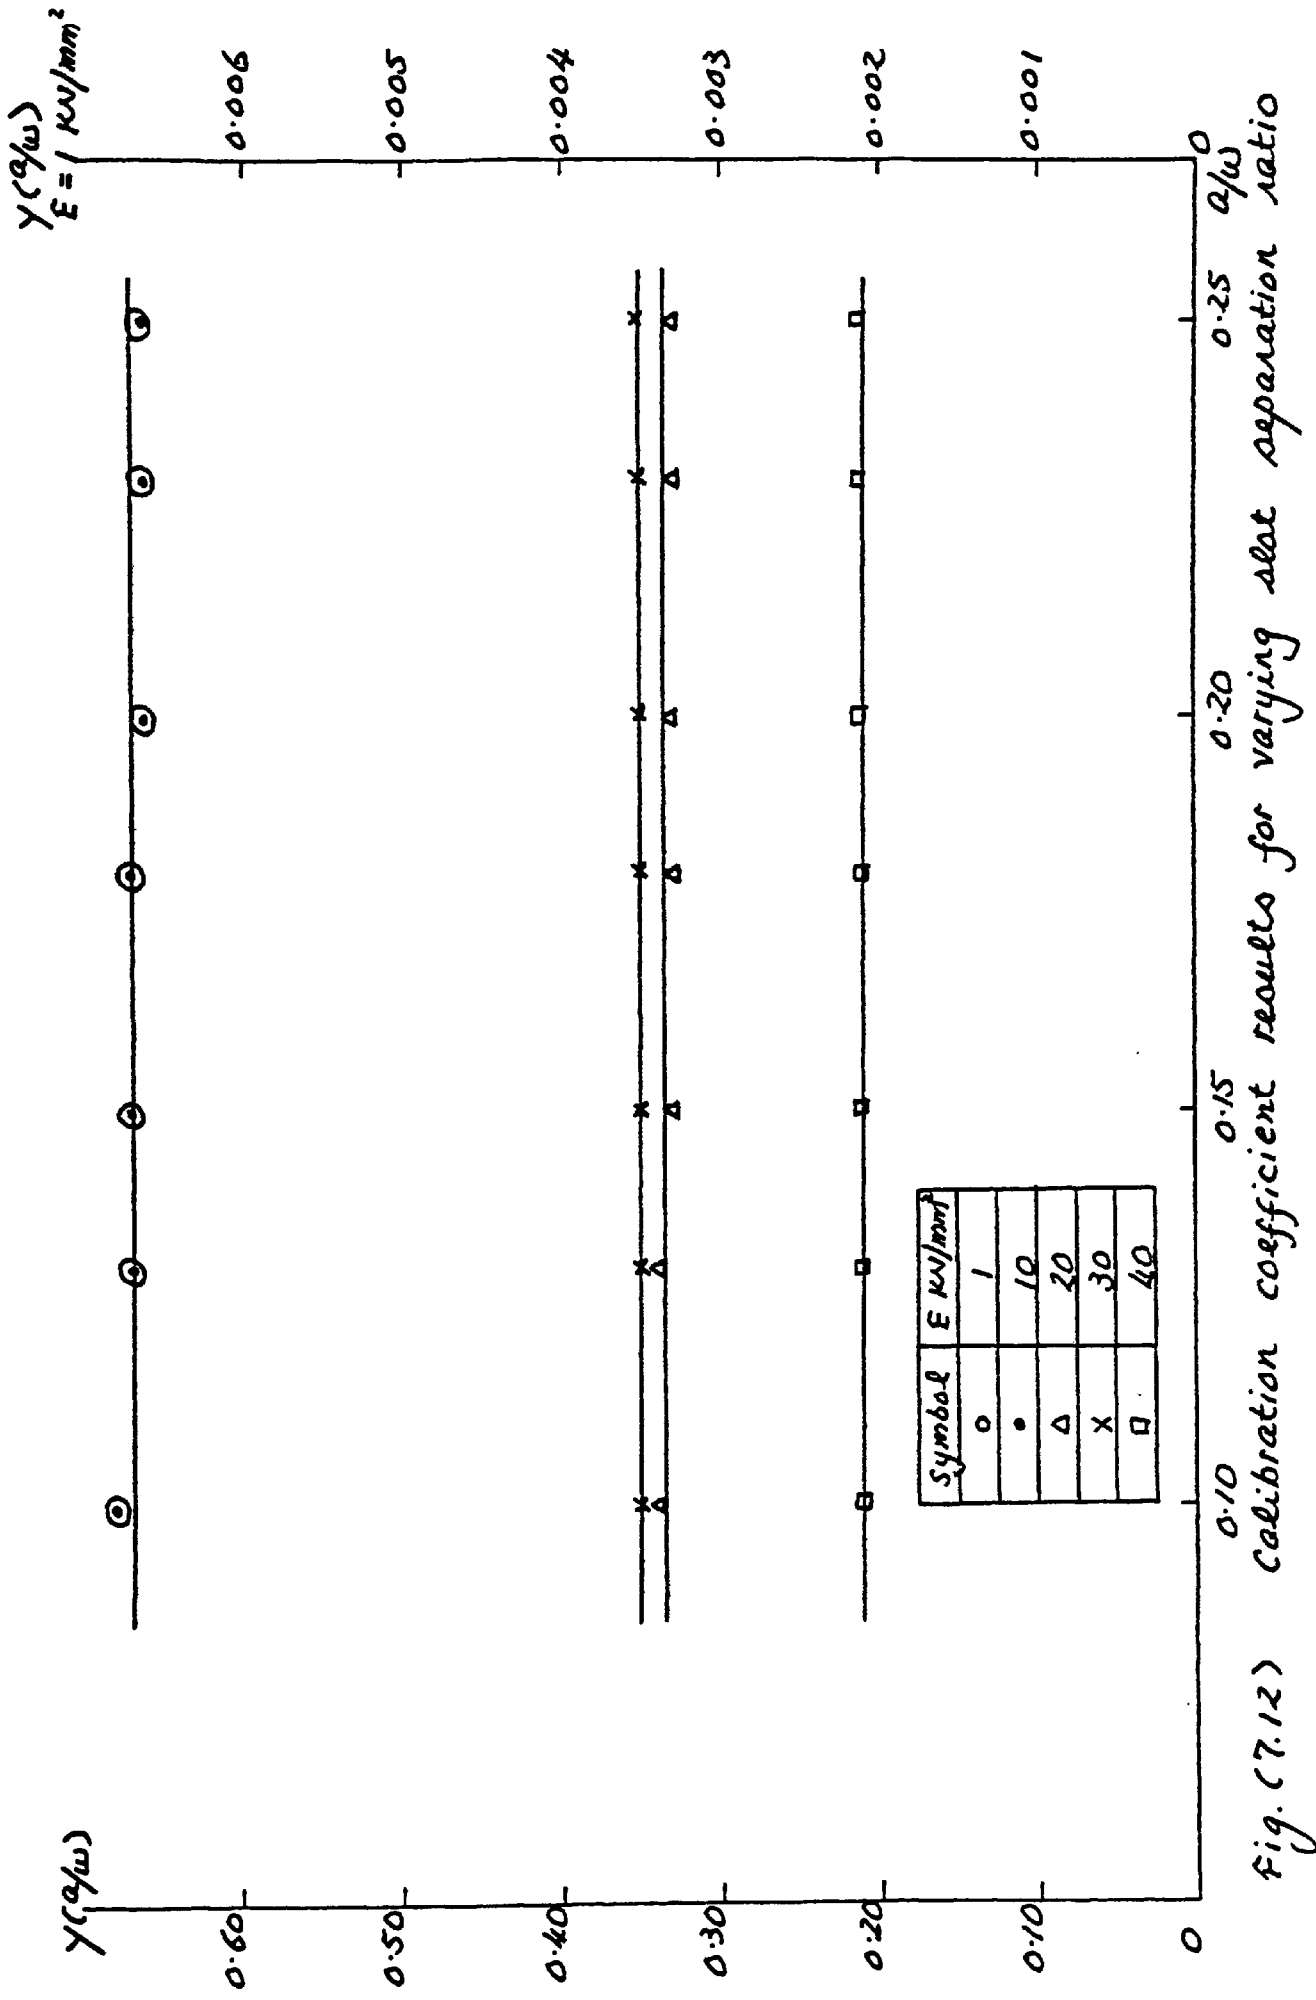 Y(a/w)
0.60
0.50
0.40
0.30
0.20
0.10
0
Y(a/w)
E = 1 KN/mm²
0.006
0.005
0.004
0.003
0.002
0.001
0
a/w
0.10
0.15
0.20
0.25
Symbol E KN/mm²
o 1
• 10
Δ 20
x 30
□ 40
Fig. (7.12) Calibration coefficient results for varying slot separation ratio